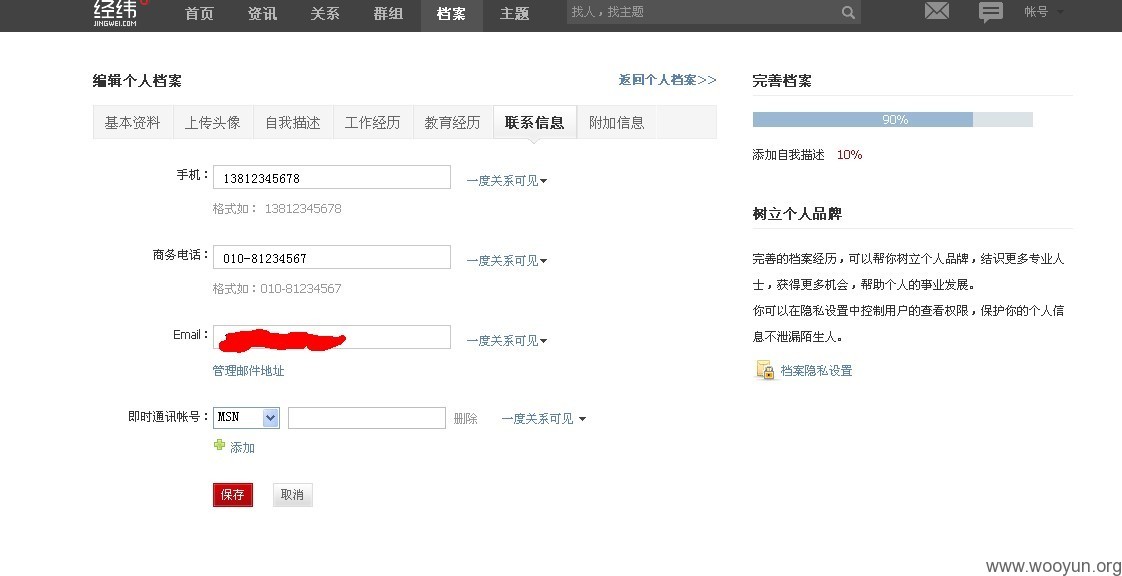 经纬
JINGWEI.COM
首页 资讯 关系 群组 档案 主题 找人，找主题 帐号
编辑个人档案
返回个人档案>>
基本资料 上传头像 自我描述 工作经历 教育经历 联系信息 附加信息
手机： 13812345678 一度关系可见
格式如： 13812345678
商务电话： 010-81234567 一度关系可见
格式如：010-81234567
Email： 一度关系可见
管理邮件地址
即时通讯帐号： MSN 删除 一度关系可见
添加
保存 取消
完善档案
90%
添加自我描述 10%
树立个人品牌
完善的档案经历，可以帮你树立个人品牌，结识更多专业人
士，获得更多机会，帮助个人的事业发展。
你可以在隐私设置中控制用户的查看权限，保护你的个人信
息不泄漏陌生人。
档案隐私设置
www.wooyun.org